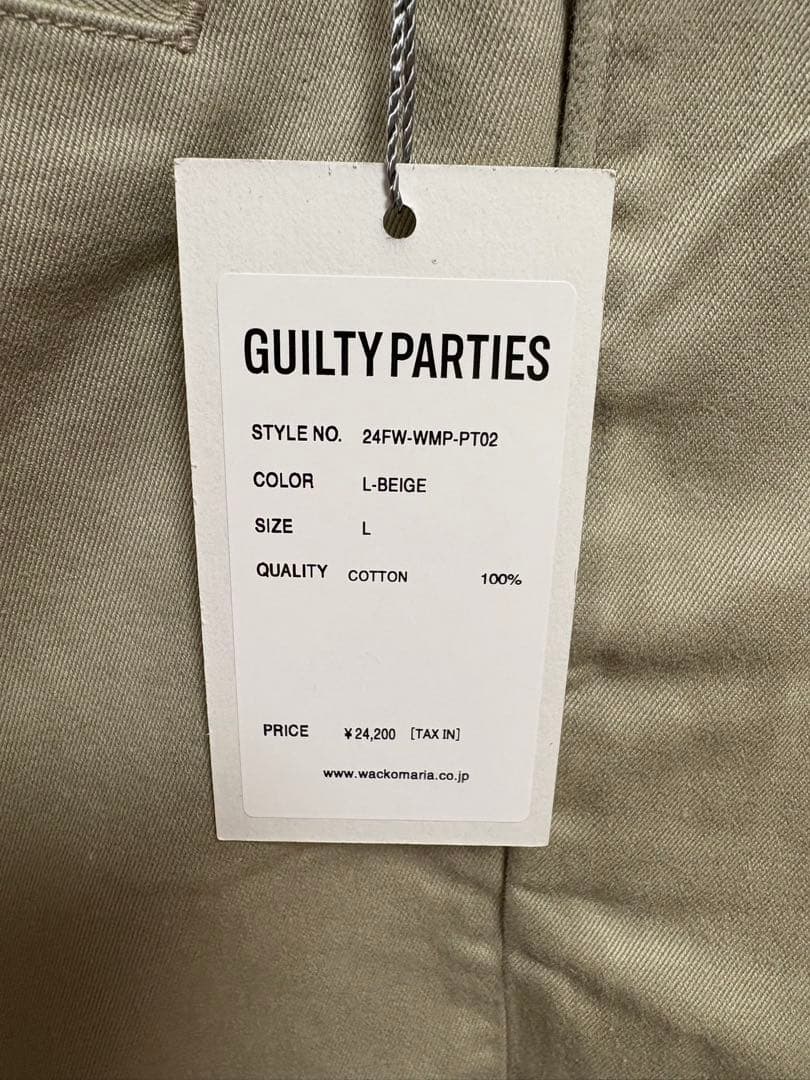 GUILTY PARTIES
STYLE NO. 24FW-WMP-PT02
COLOR L-BEIGE
SIZE L
QUALITY COTTON 100%
PRICE ¥24,200 [TAX IN]
www.wackomaria.co.jp